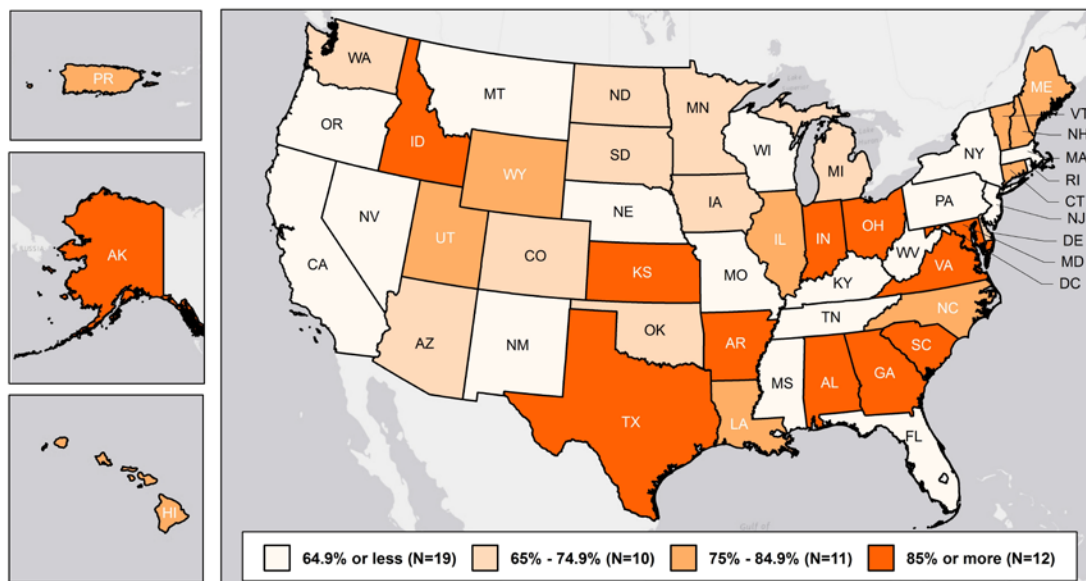 PR
AK
HI
WA
OR
CA
NV
ID
MT
WY
UT
CO
AZ
NM
ND
SD
NE
KS
OK
TX
MN
IA
MO
AR
LA
WI
IL
MI
IN
OH
KY
TN
MS
AL
GA
FL
SC
NC
VA
WV
PA
NY
ME
VT
NH
MA
RI
CT
NJ
DE
MD
DC
64.9% or less (N=19)
65% - 74.9% (N=10)
75% - 84.9% (N=11)
85% or more (N=12)